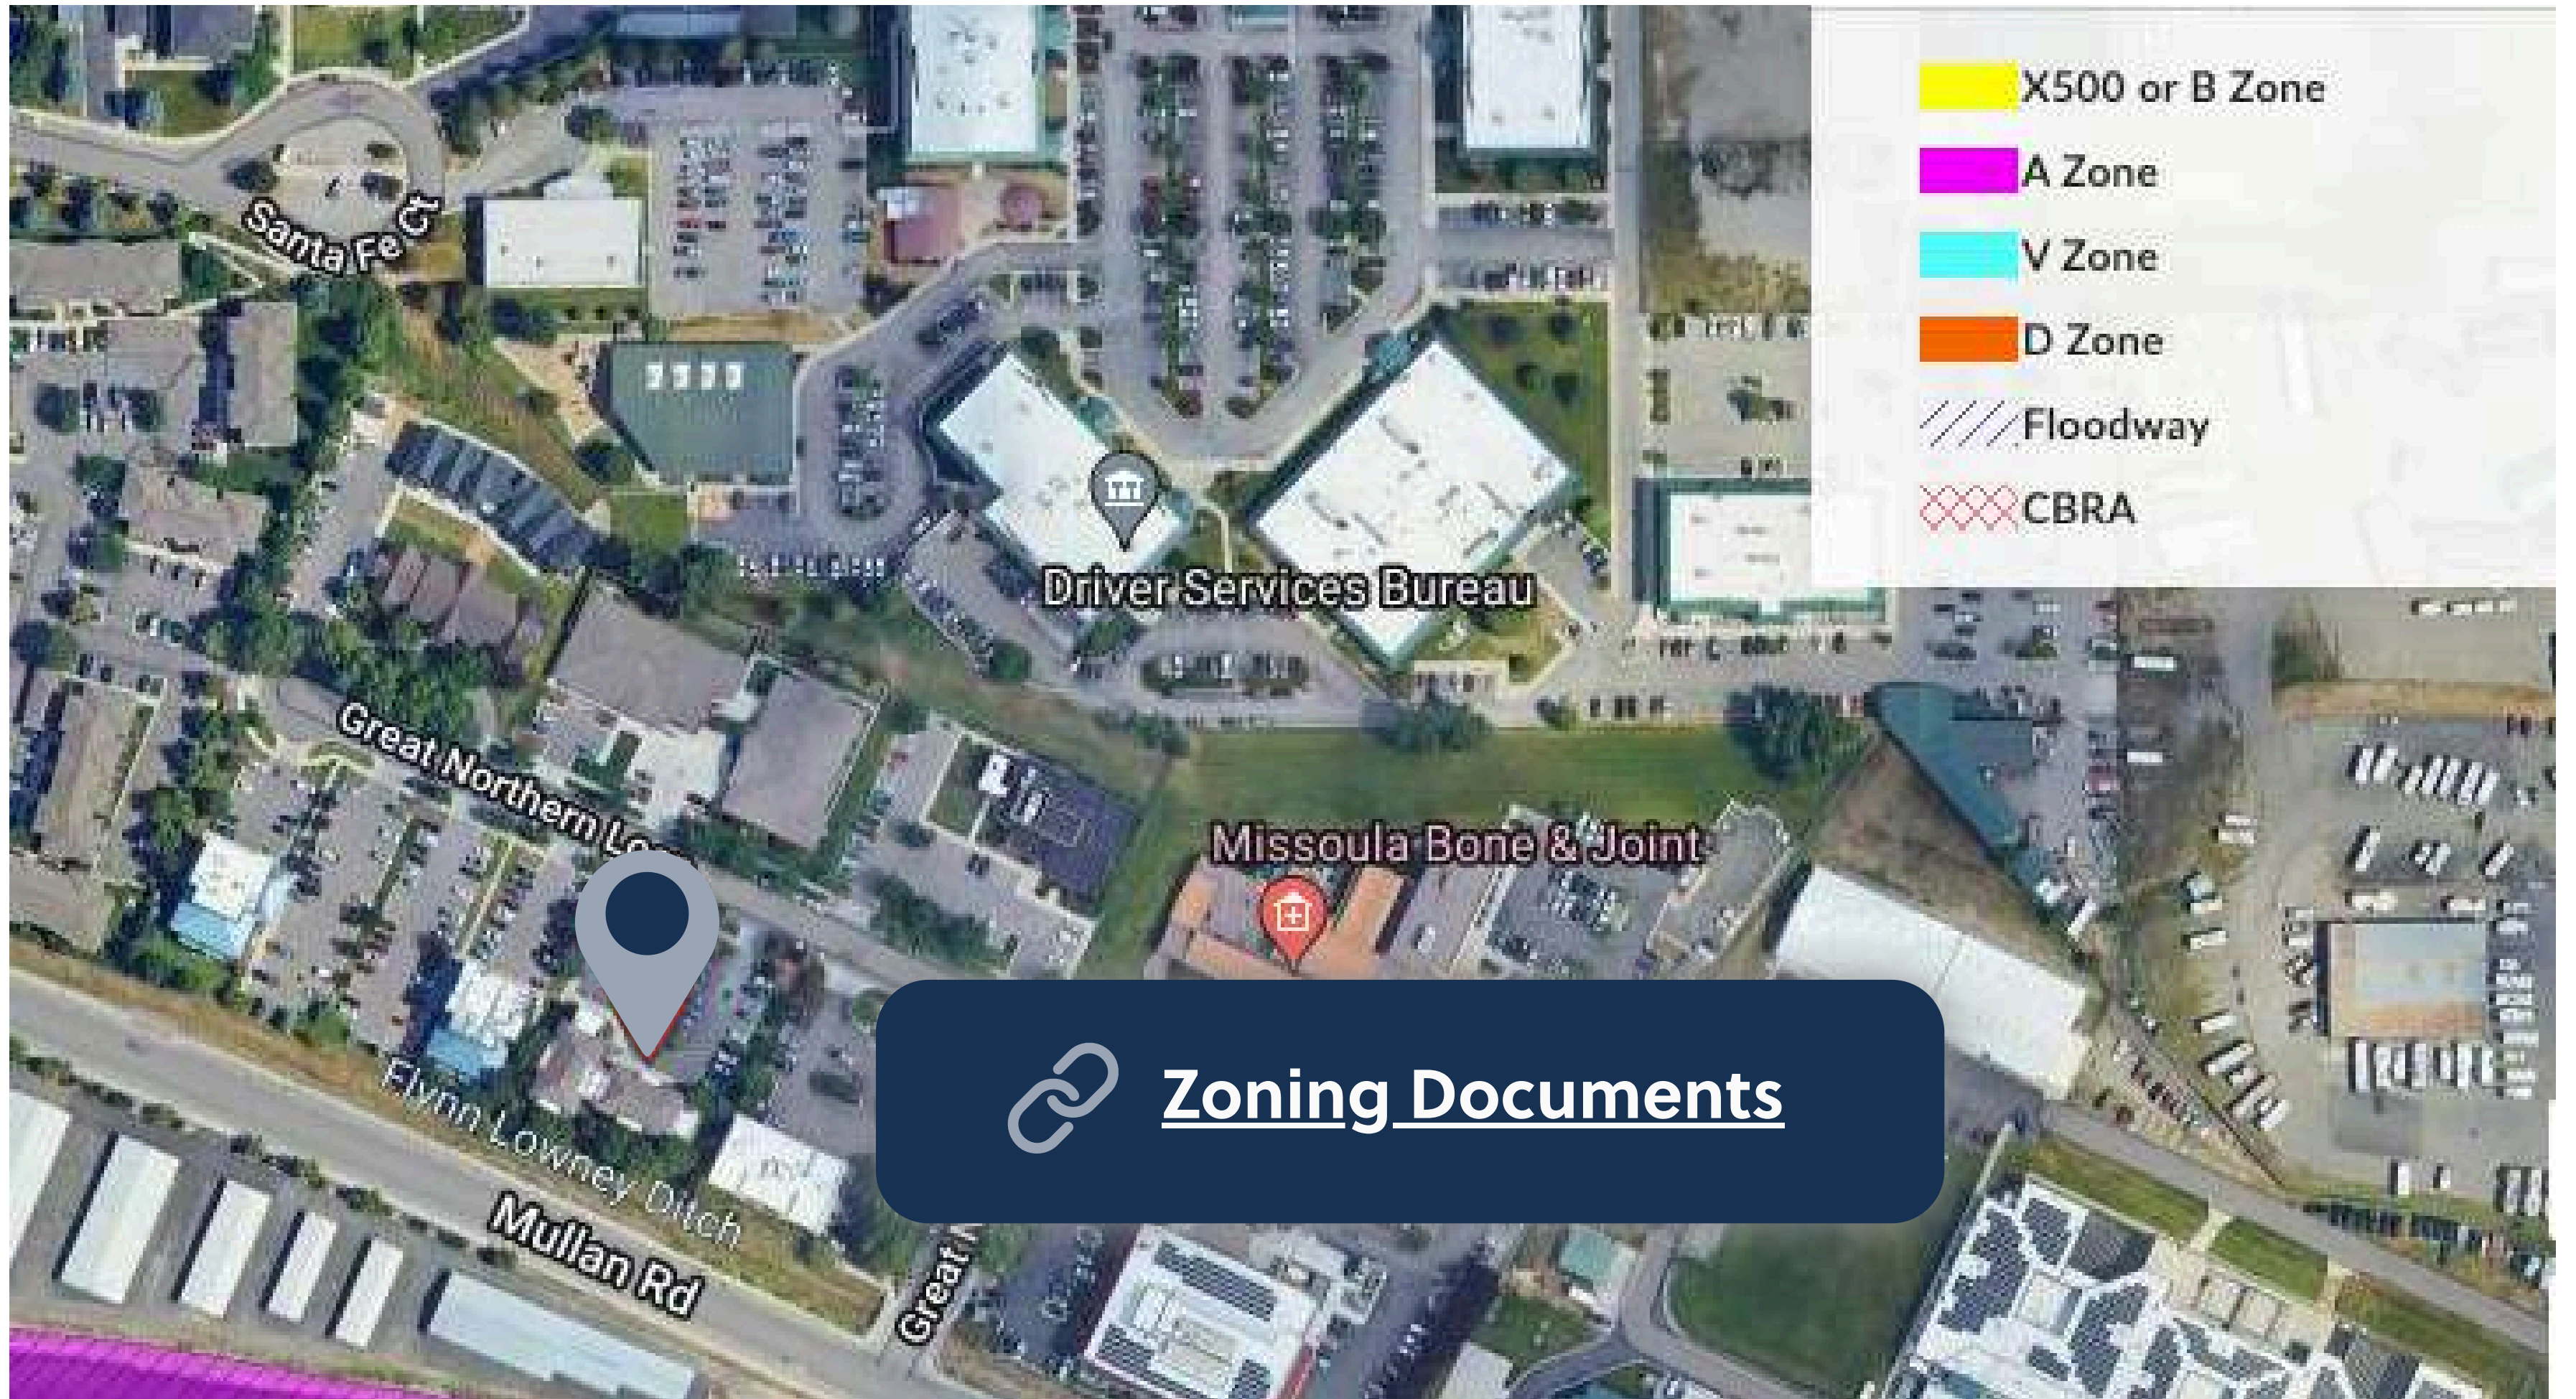 X500 or B Zone
A Zone
V Zone
D Zone
Floodway
CBRA
Santa Fe Ct
Driver Services Bureau
Great Northern
Missoula Bone & Joint
Zoning Documents
Flynn Lowney Ditch
Mullan Rd
Great